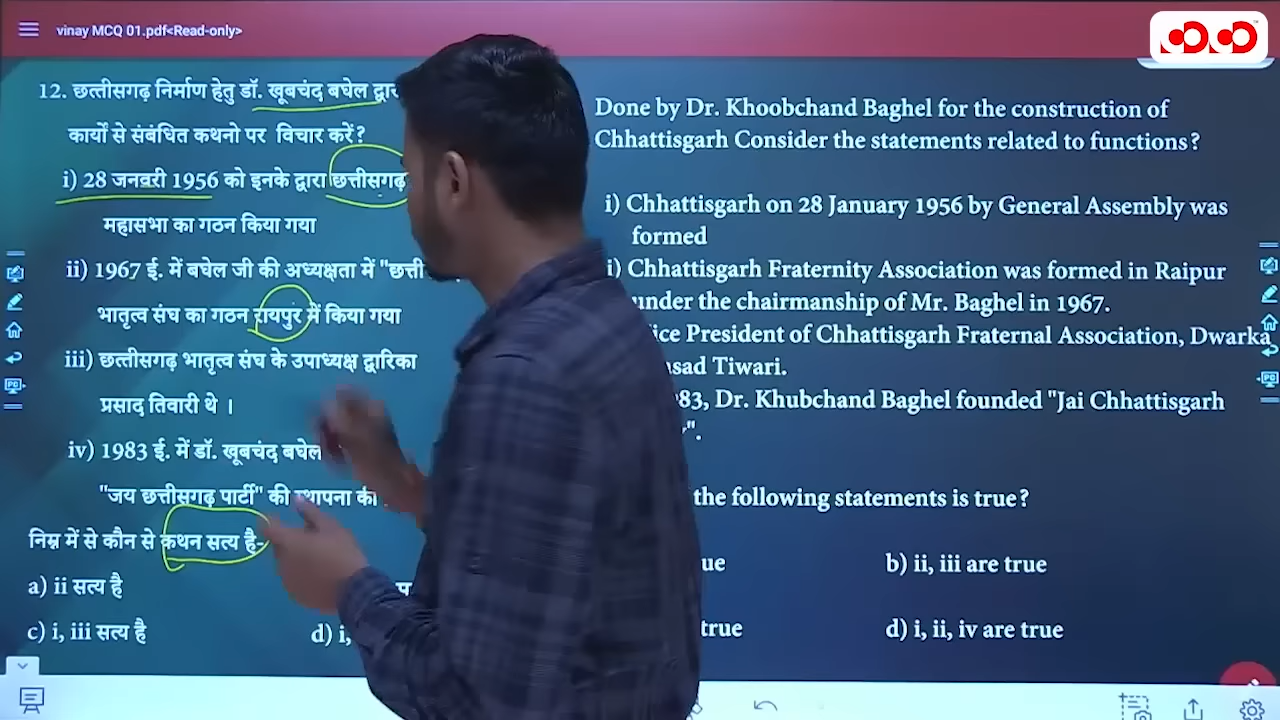 vinay MCQ 01.pdf<Read-only>
12. छत्तीसगढ़ निर्माण हेतु डॉ. खूबचंद बघेल
कार्यों से संबंधित कथनो पर विचार करें?
i) 28 जनवरी 1956 को इनके द्वारा छत्तीसगढ़
महासभा का गठन किया गया
ii) 1967 ई. में बघेल जी की अध्यक्षता में
भातृत्व संघ का गठन रायपुर में किया गया
iii) छत्तीसगढ़ भातृत्व संघ के उपाध्यक्ष द्वारिका
प्रसाद तिवारी थे ।
iv) 1983 ई. में डॉ. खूबचंद बघेल
"जय छत्तीसगढ़ पार्टी" की स्थापना की
निम्न में से कौन से कथन सत्य है-
a) ii सत्य है
c) i, iii सत्य है
d) i,
Done by Dr. Khoobchand Baghel for the construction of
Chhattisgarh Consider the statements related to functions?
i) Chhattisgarh on 28 January 1956 by General Assembly was
formed
i) Chhattisgarh Fraternity Association was formed in Raipur
under the chairmanship of Mr. Baghel in 1967.
President of Chhattisgarh Fraternal Association, Dwarka
Tiwari.
83, Dr. Khubchand Baghel founded "Jai Chhattisgarh
the following statements is true?
b) ii, iii are true
true
d) i, ii, iv are true